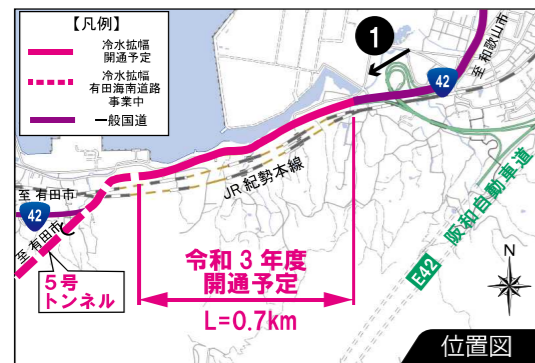 【凡例】
冷水拡幅
開通予定
冷水拡幅
有田海南道路
事業中
一般国道
1
42
至 和歌山市
JR紀勢本線
至 有田市
42
至 有田市
5号
トンネル
令和3年度
開通予定
L=0.7km
阪和自動車道
E42
N
位置図